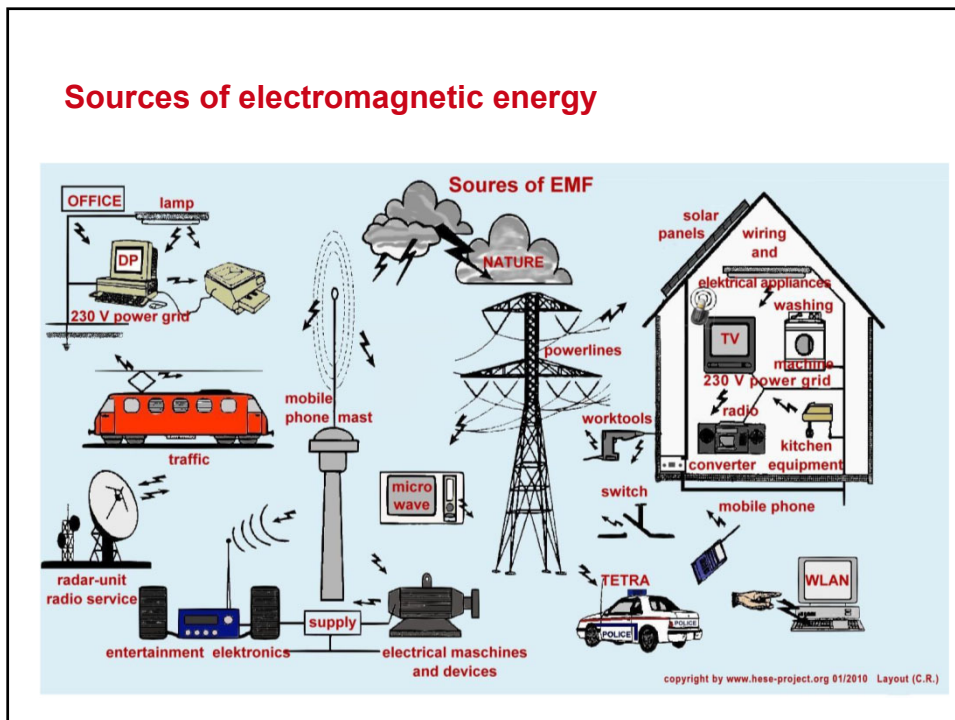 Sources of electromagnetic energy
Soures of EMF
OFFICE
lamp
DP
230 V power grid
NATURE
solar
panels
wiring
and
elektrical appliances
washing
machine
TV
230 V power grid
radio
converter
kitchen
equipment
powerlines
worktools
mobile
phone mast
traffic
micro
wave
switch
mobile phone
radar-unit
radio service
TETRA
POLICE
POLICE
WLAN
supply
entertainment elektronics
electrical maschines
and devices
copyright by www.hese-project.org 01/2010 Layout (C.R.)